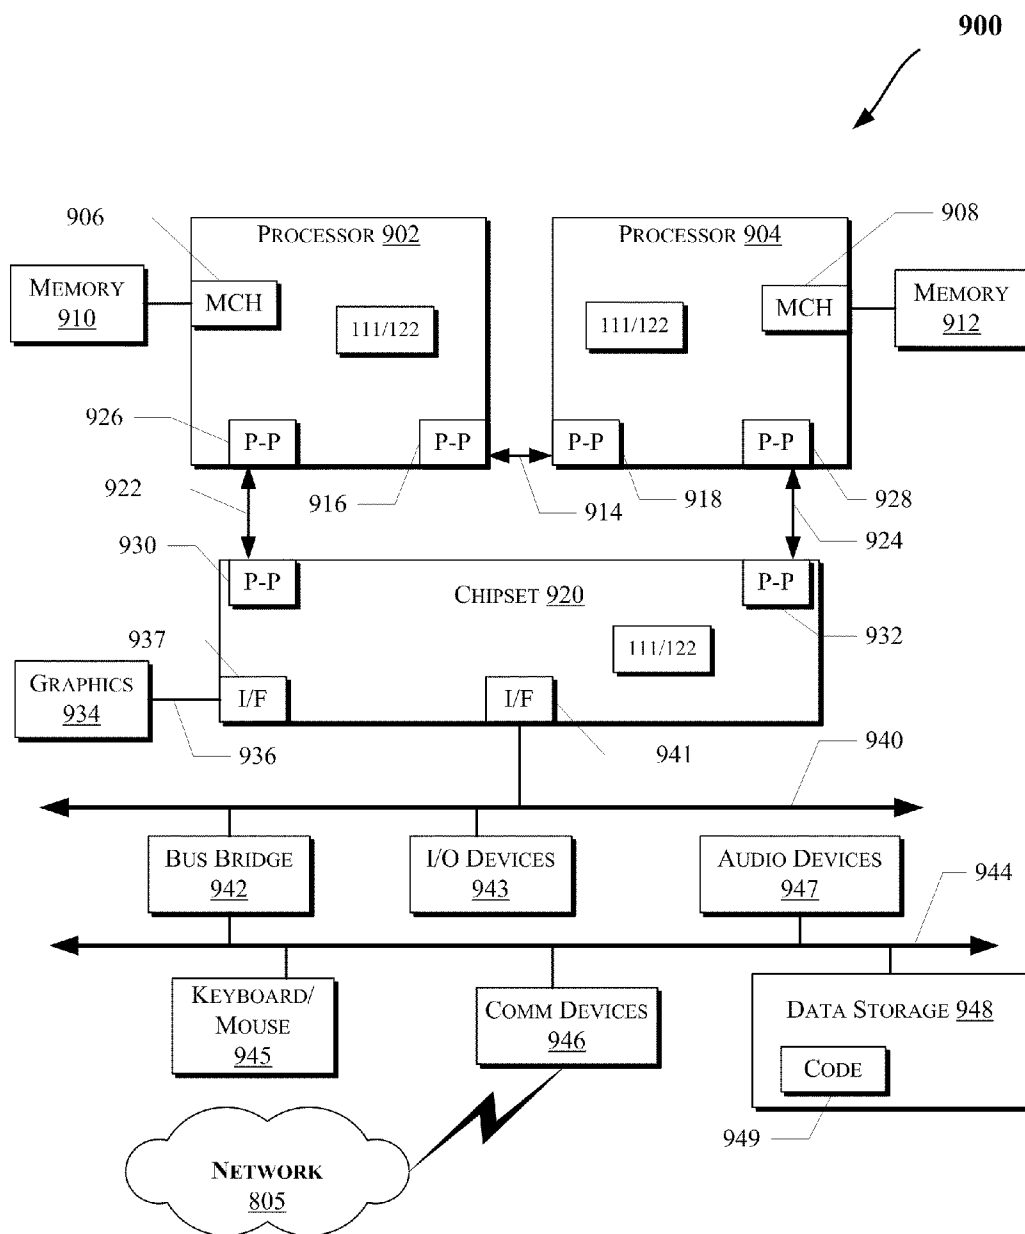 900
906
PROCESSOR 902
PROCESSOR 904
908
MEMORY
910
MCH
111/122
111/122
MCH
MEMORY
912
926
P-P
P-P
P-P
P-P
922
916
914
918
928
924
930
P-P
CHIPSET 920
P-P
932
937
111/122
GRAPHICS
934
I/F
I/F
936
941
940
BUS BRIDGE
942
I/O DEVICES
943
AUDIO DEVICES
947
944
KEYBOARD/
MOUSE
945
COMM DEVICES
946
DATA STORAGE 948
CODE
949
NETWORK
805